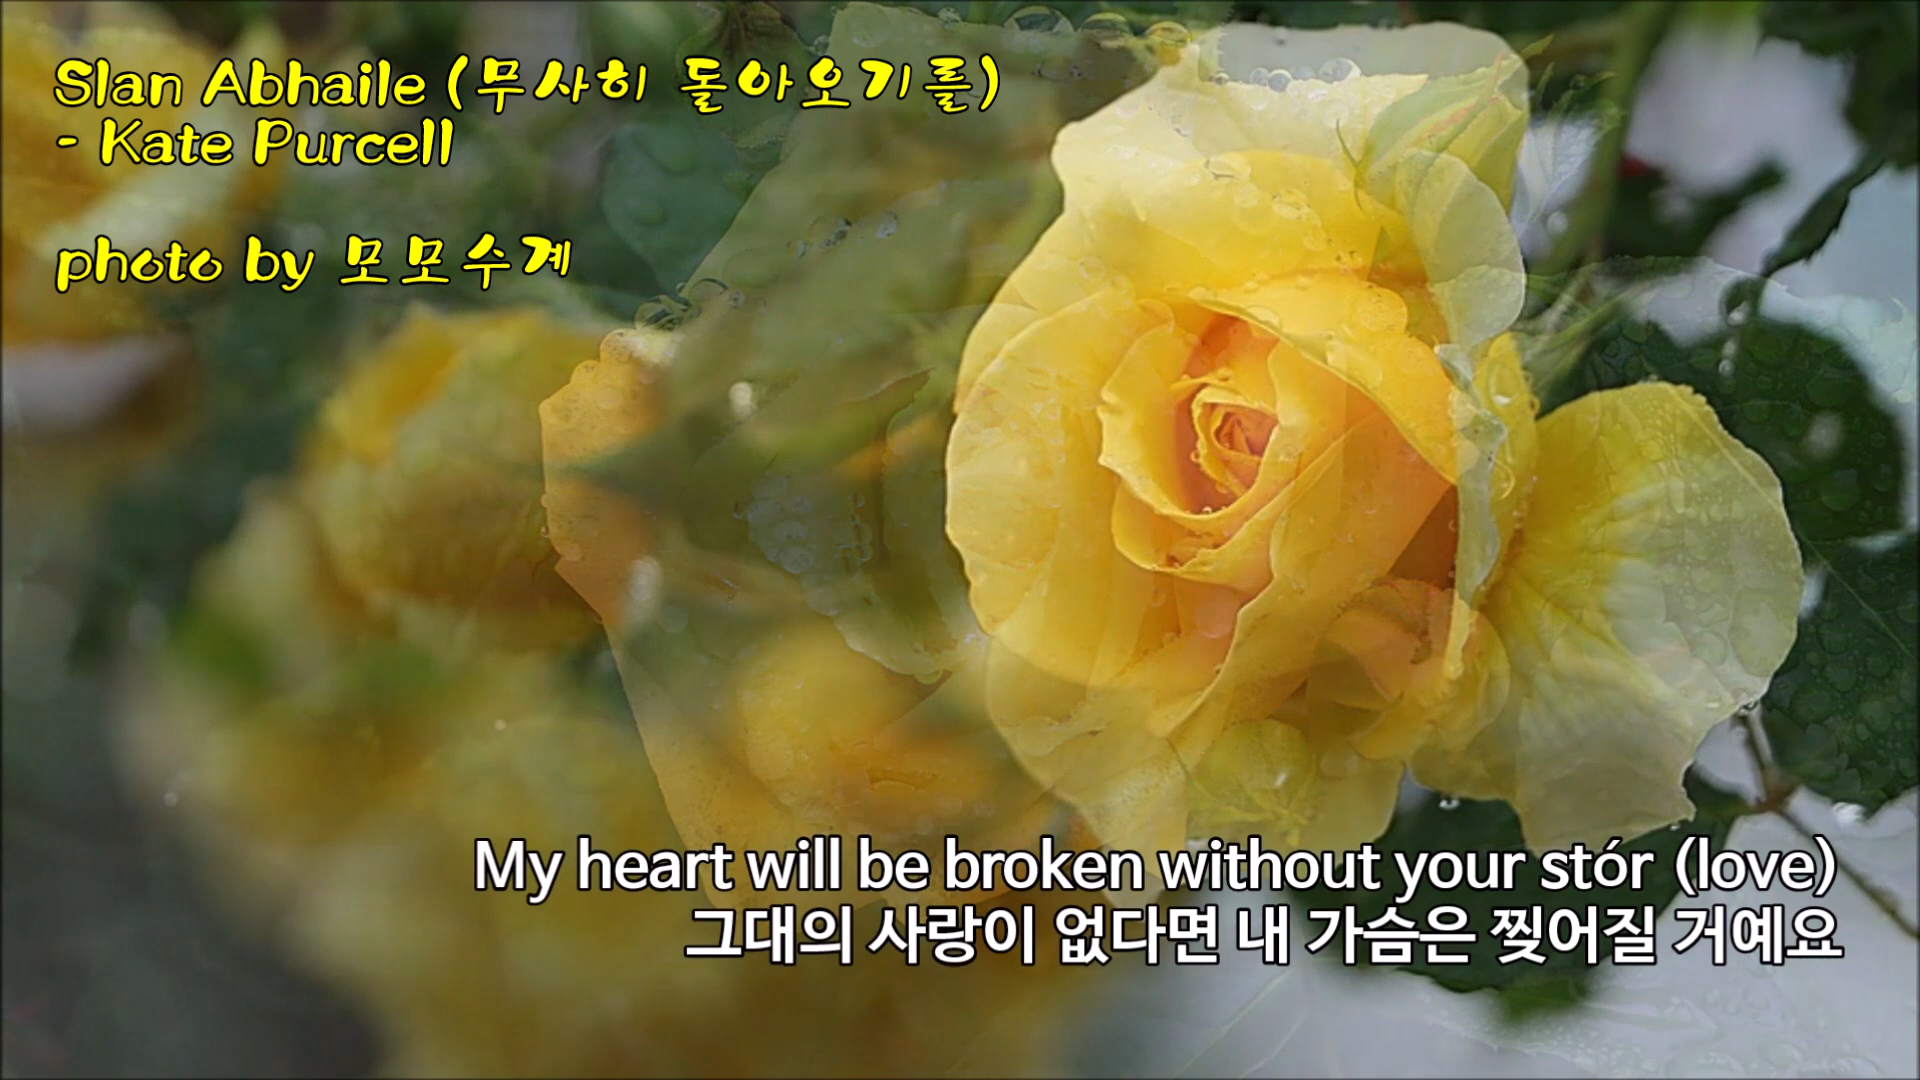 Slan Abhaile (무사히 돌아오기를)
- Kate Purcell
photo by 모모수계
My heart will be broken without your stór (love)
그대의 사랑이 없다면 내 가슴은 찢어질 거예요